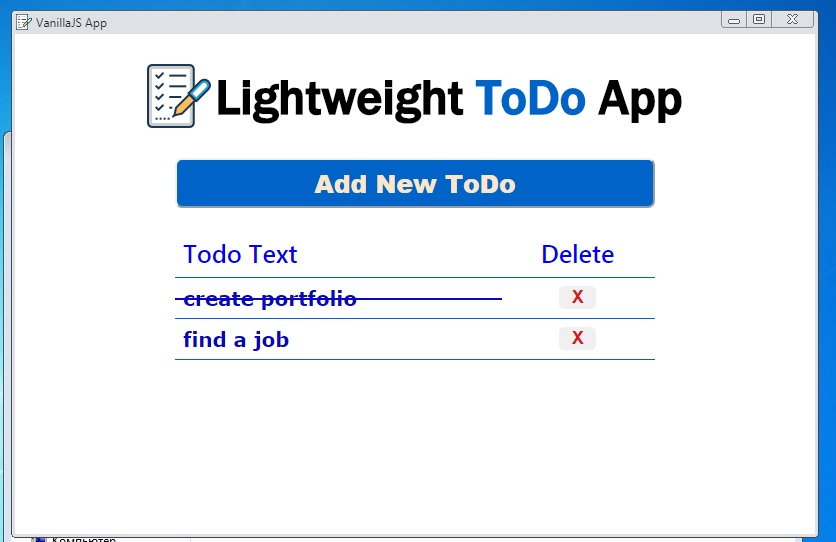 VanillaJS App
Lightweight ToDo App
Add New ToDo
Todo Text Delete
create portfolio X
find a job X
Компьютер